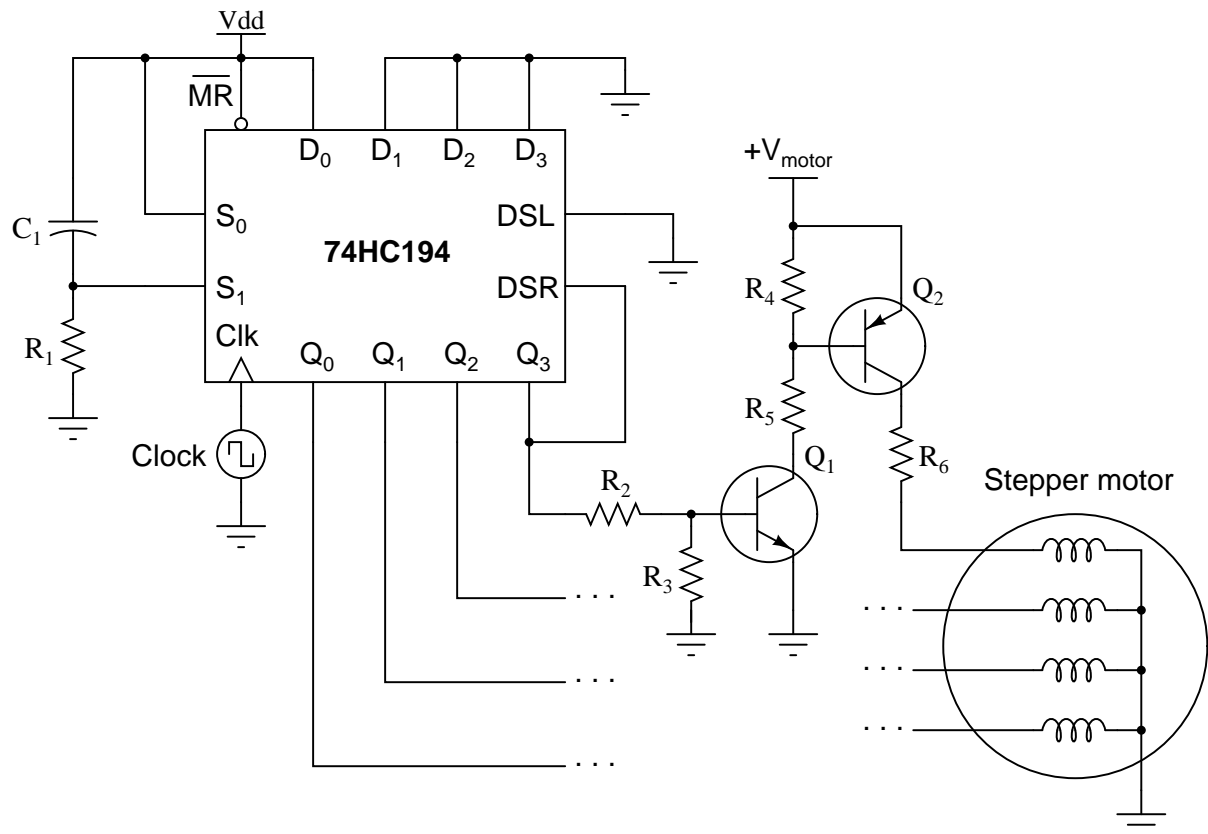 Vdd
MR
D0 D1 D2 D3
+Vmotor
S0 DSL
C1
74HC194
S1 DSR
R4 Q2
R1
Clk
Q0 Q1 Q2 Q3
R5
Clock
Q1
R6
R2
Stepper motor
R3
. . .
. . .
. . .
. . .
. . .
. . .